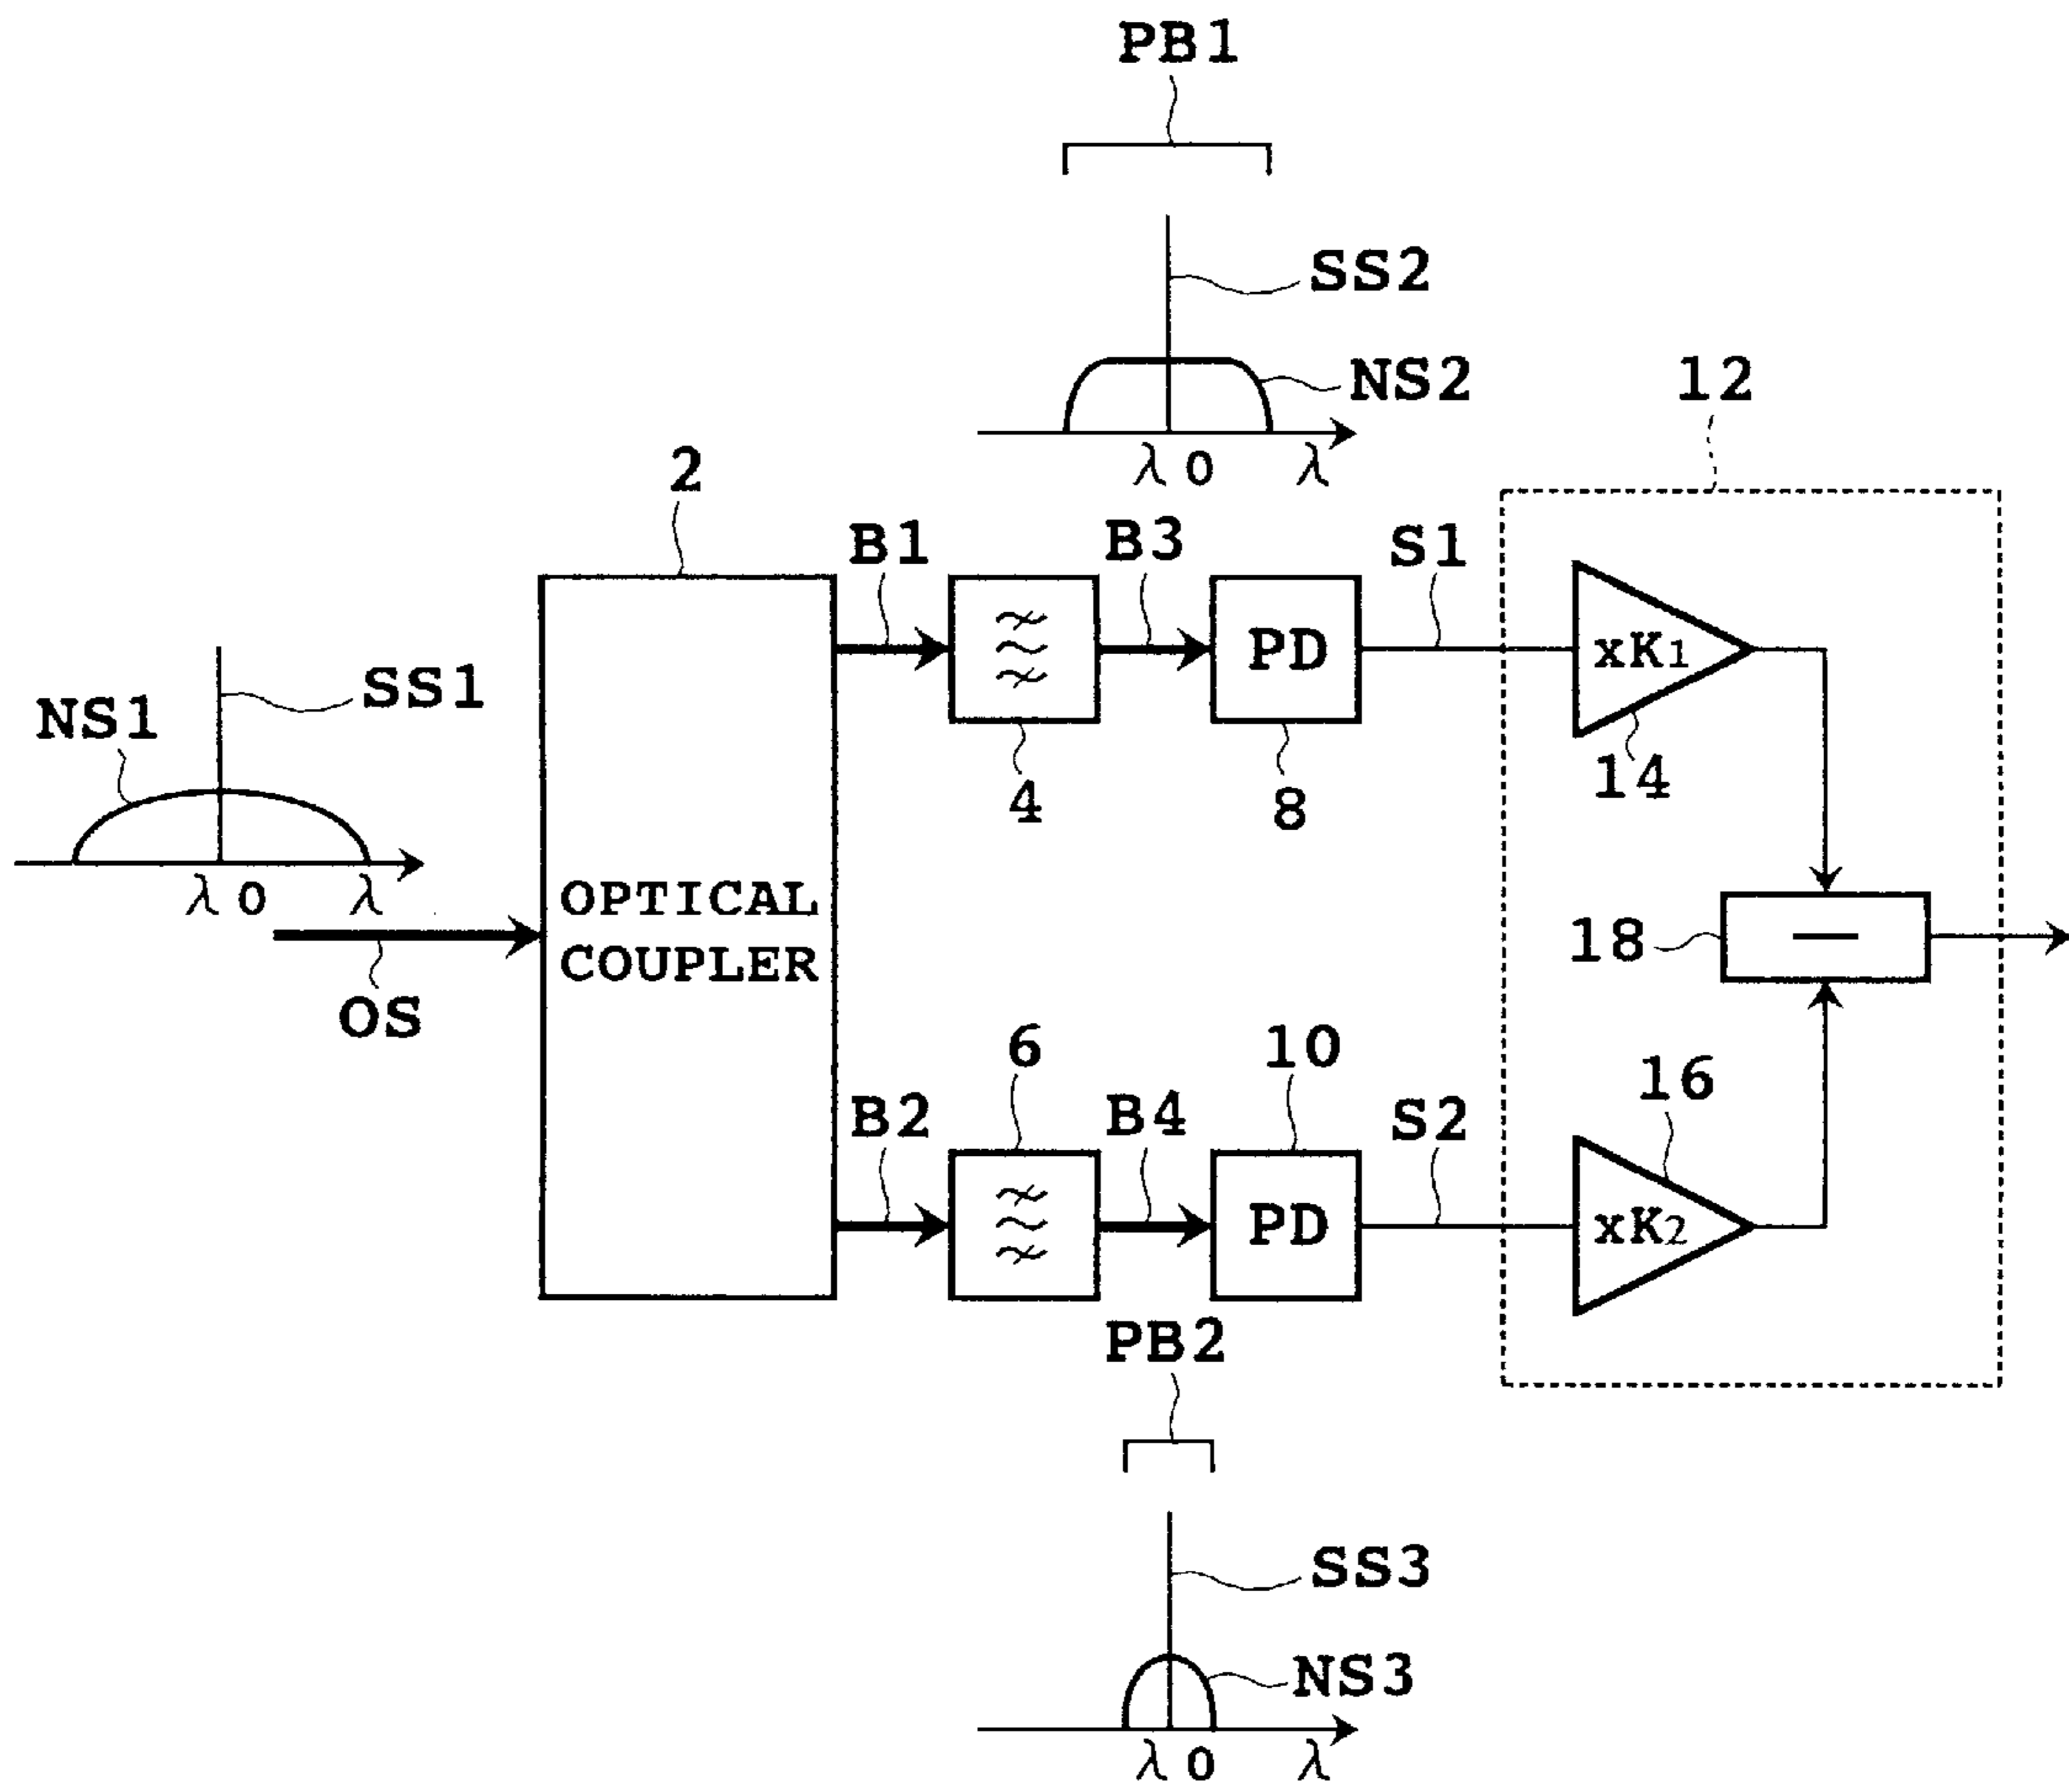 PB1
SS2
NS2
λ0 λ
12
2
B1
B3
S1
PD
xK1
14
4
8
NS1
SS1
λ0 λ
OS
OPTICAL
COUPLER
18
6
10
16
B2
B4
S2
PD
xK2
PB2
SS3
NS3
λ0 λ